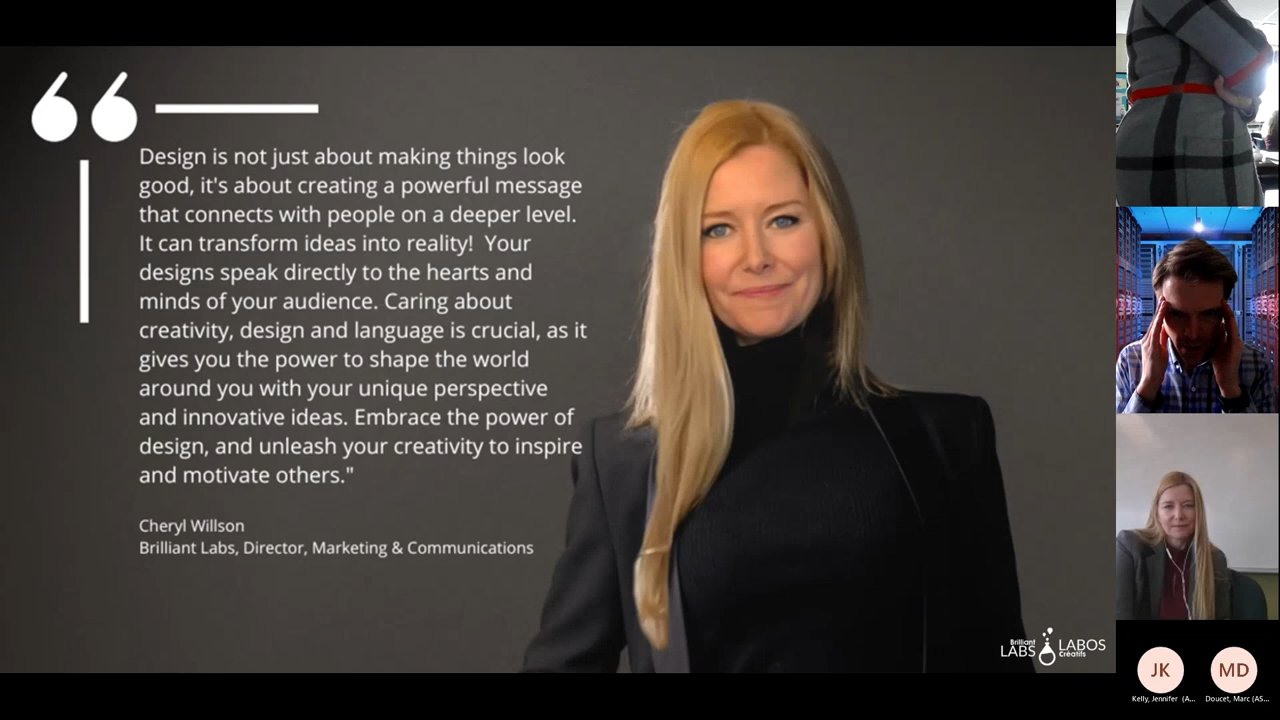 Design is not just about making things look
good, it's about creating a powerful message
that connects with people on a deeper level.
It can transform ideas into reality!  Your
designs speak directly to the hearts and
minds of your audience. Caring about
creativity, design and language is crucial, as it
gives you the power to shape the world
around you with your unique perspective
and innovative ideas. Embrace the power of
design, and unleash your creativity to inspire
and motivate others."
Cheryl Willson
Brilliant Labs, Director, Marketing & Communications
Brilliant
LABS
LABOS
Créatifs
JK
MD
Kelly, Jennifer (A...
Doucet, Marc (AS...